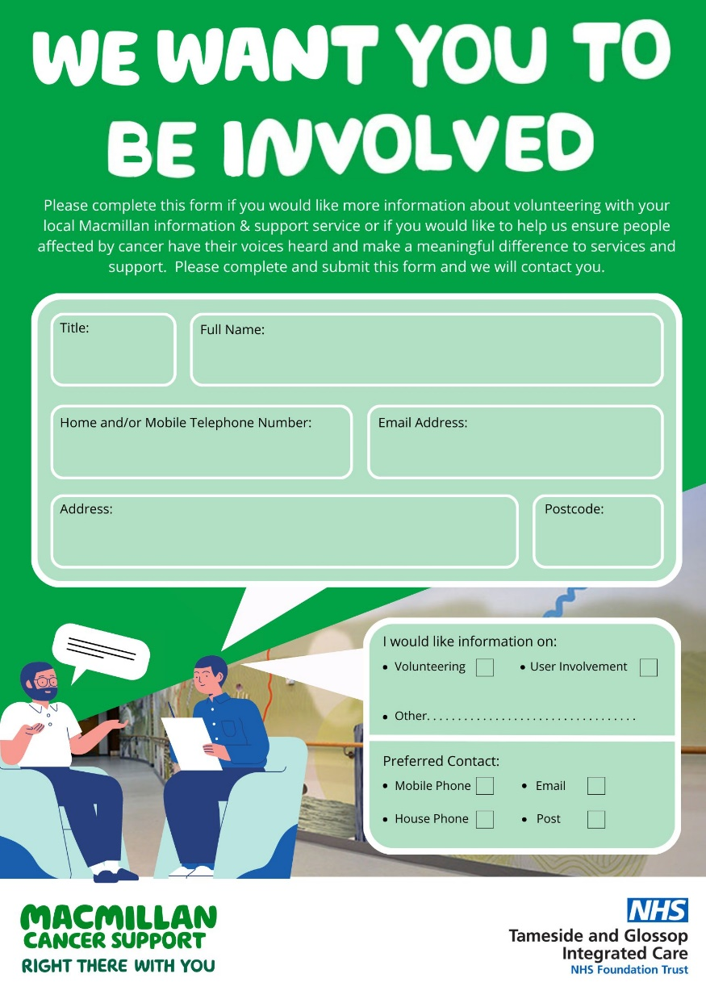 WE WANT YOU TO
BE INVOLVED
Please complete this form if you would like more information about volunteering with your
local Macmillan information & support service or if you would like to help us ensure people
affected by cancer have their voices heard and make a meaningful difference to services and
support.  Please complete and submit this form and we will contact you.
Title:
Full Name:
Home and/or Mobile Telephone Number:
Email Address:
Address:
Postcode:
I would like information on:
• Volunteering
• User Involvement
• Other..................................
Preferred Contact:
• Mobile Phone
• Email
• House Phone
• Post
MACMILLAN
CANCER SUPPORT
RIGHT THERE WITH YOU
NHS
Tameside and Glossop
Integrated Care
NHS Foundation Trust